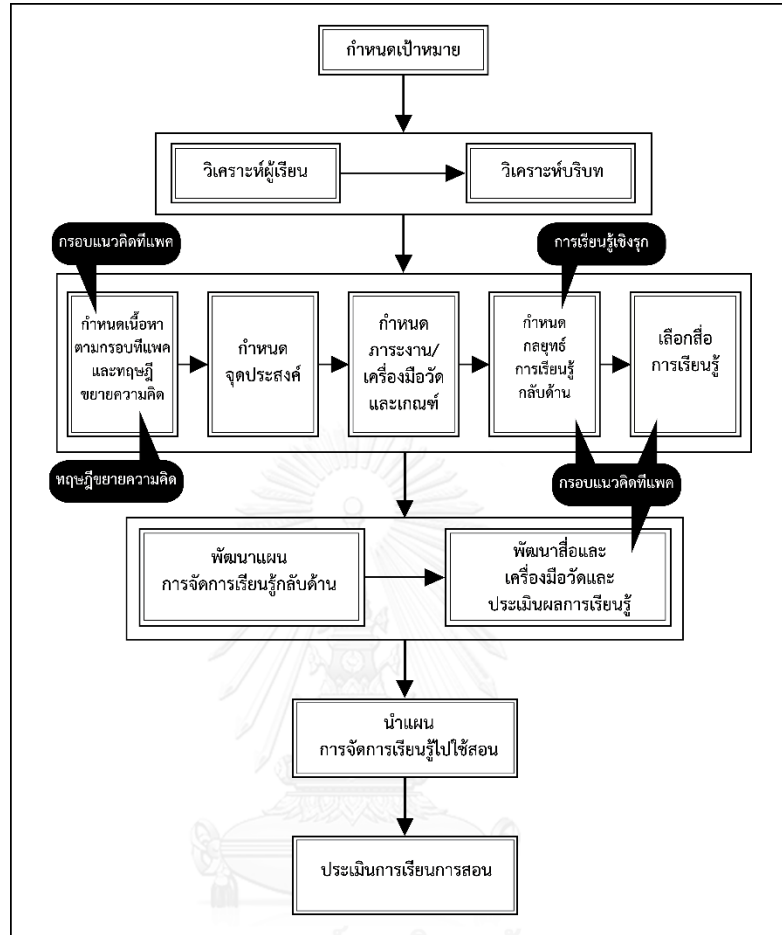 กำหนดเป้าหมาย
วิเคราะห์ผู้เรียน
วิเคราะห์บริบท
กรอบแนวคิดทีแพค
การเรียนรู้เชิงรุก
กำหนดเนื้อหา
ตามกรอบทีแพค
และทฤษฎี
ขยายความคิด
กำหนด
จุดประสงค์
กำหนด
ภาระงาน/
เครื่องมือวัด
และเกณฑ์
กำหนด
กลยุทธ์
การเรียนรู้
กลับด้าน
เลือกสื่อ
การเรียนรู้
ทฤษฎีขยายความคิด
กรอบแนวคิดทีแพค
พัฒนาแผน
การจัดการเรียนรู้กลับด้าน
พัฒนาสื่อและ
เครื่องมือวัดและ
ประเมินผลการเรียนรู้
นำแผน
การจัดการเรียนรู้ไปใช้สอน
ประเมินการเรียนการสอน